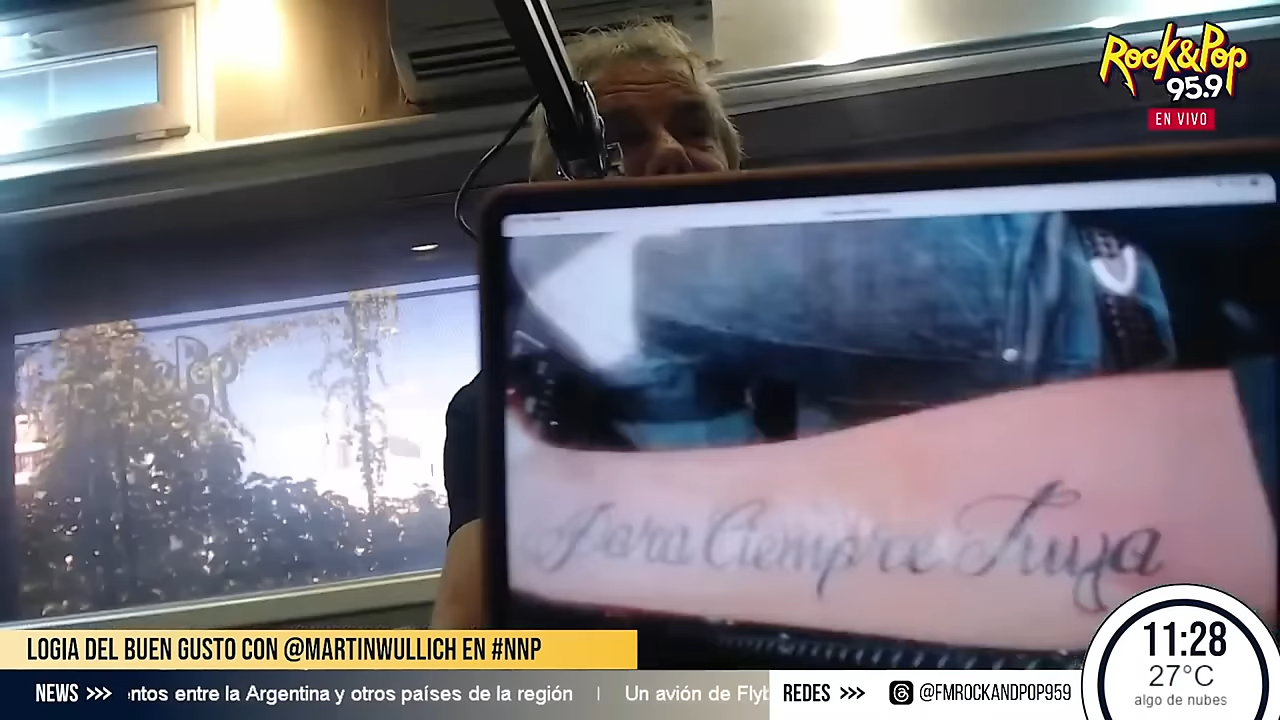 Rock&Pop
95.9
EN VIVO
Pop
Para Ciempre Tuya
LOGIA DEL BUEN GUSTO CON @MARTINWULLICH EN #NNP
NEWS >>> ntos entre la Argentina y otros países de la región | Un avión de Flyb
REDES >>> @FMROCKANDPOP959
11:28
27°C
algo de nubes